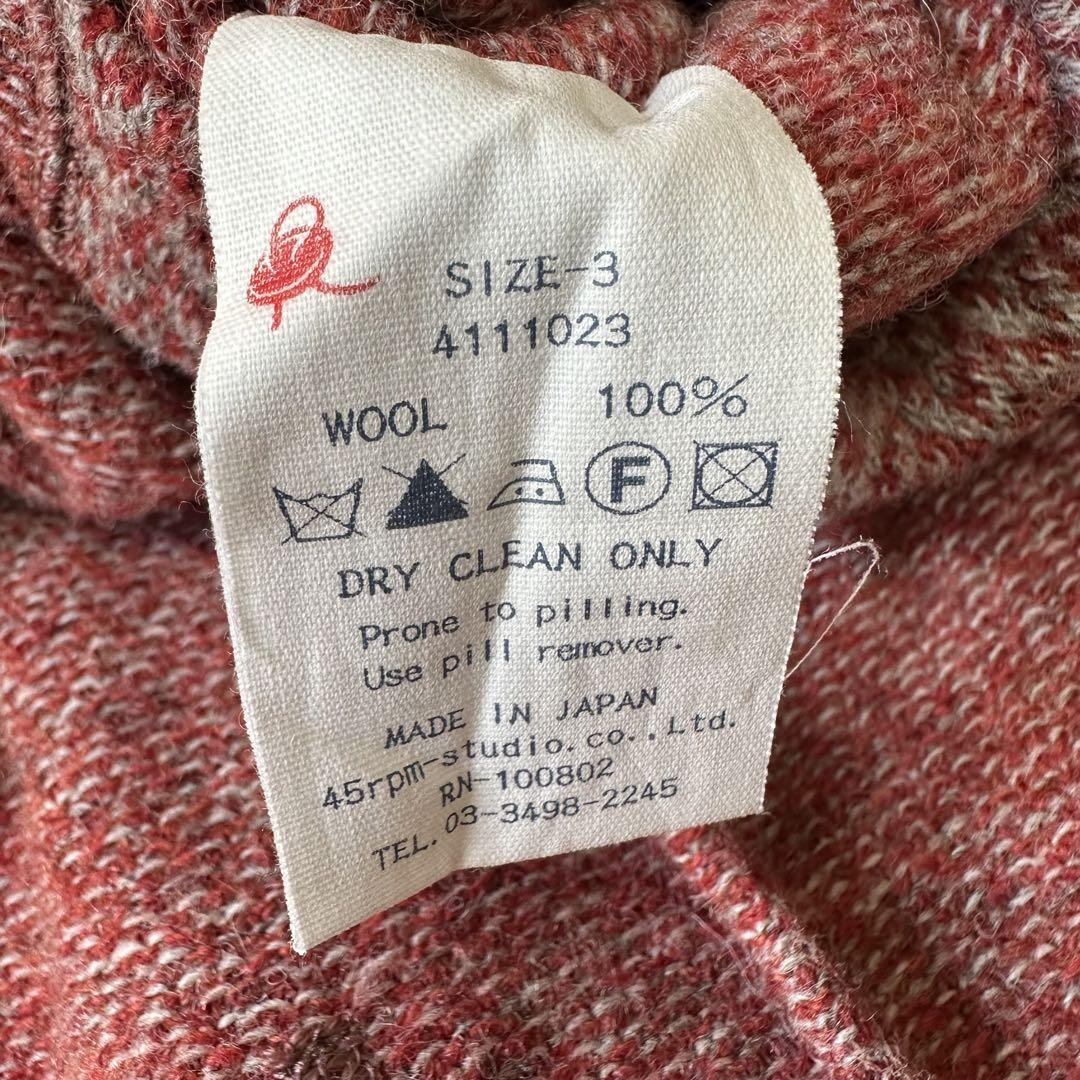 SIZE-3
4111023
WOOL 100%
F
DRY CLEAN ONLY
Prone to pilling.
Use pill remover.
MADE IN JAPAN
45rpm-studio.co.,Ltd.
RN-100802
TEL.03-3498-2245